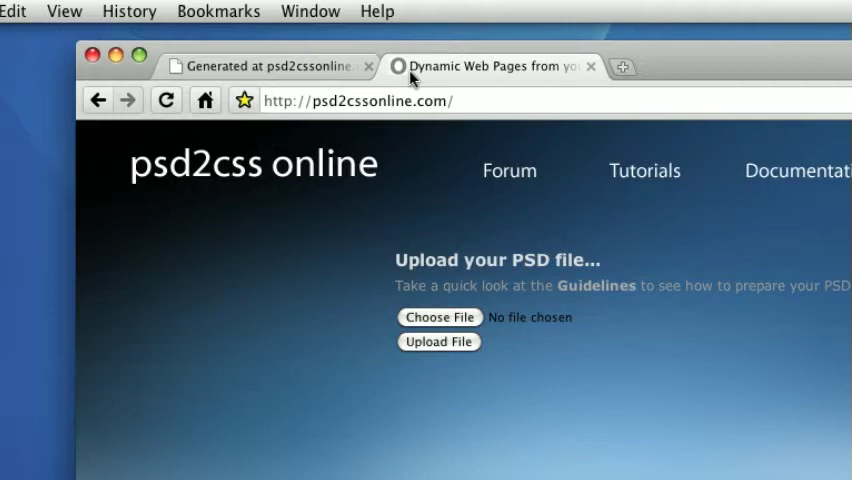 Edit View History Bookmarks Window Help
Generated at psd2cssonline. Dynamic Web Pages from yo
http://psd2cssonline.com/
psd2css online Forum Tutorials Documentati
Upload your PSD file...
Take a quick look at the Guidelines to see how to prepare your PSD
Choose File No file chosen
Upload File